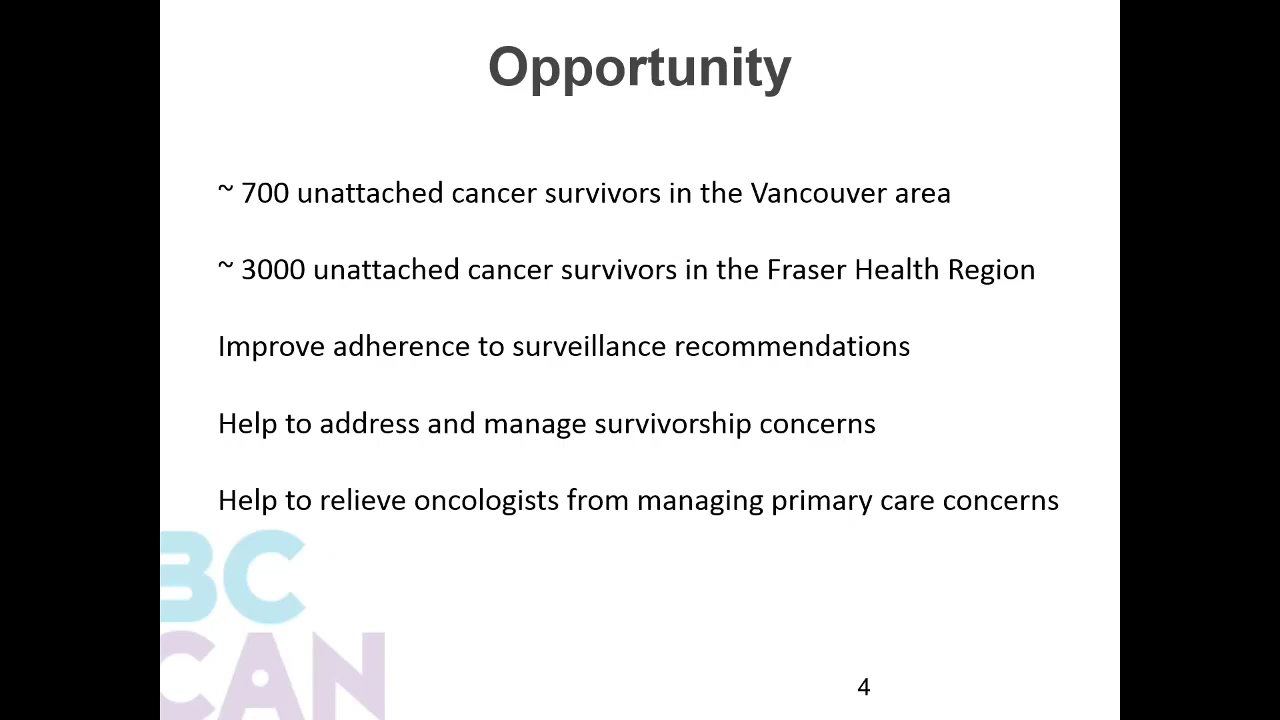 Opportunity
~ 700 unattached cancer survivors in the Vancouver area
~ 3000 unattached cancer survivors in the Fraser Health Region
Improve adherence to surveillance recommendations
Help to address and manage survivorship concerns
Help to relieve oncologists from managing primary care concerns
BC
CAN
4